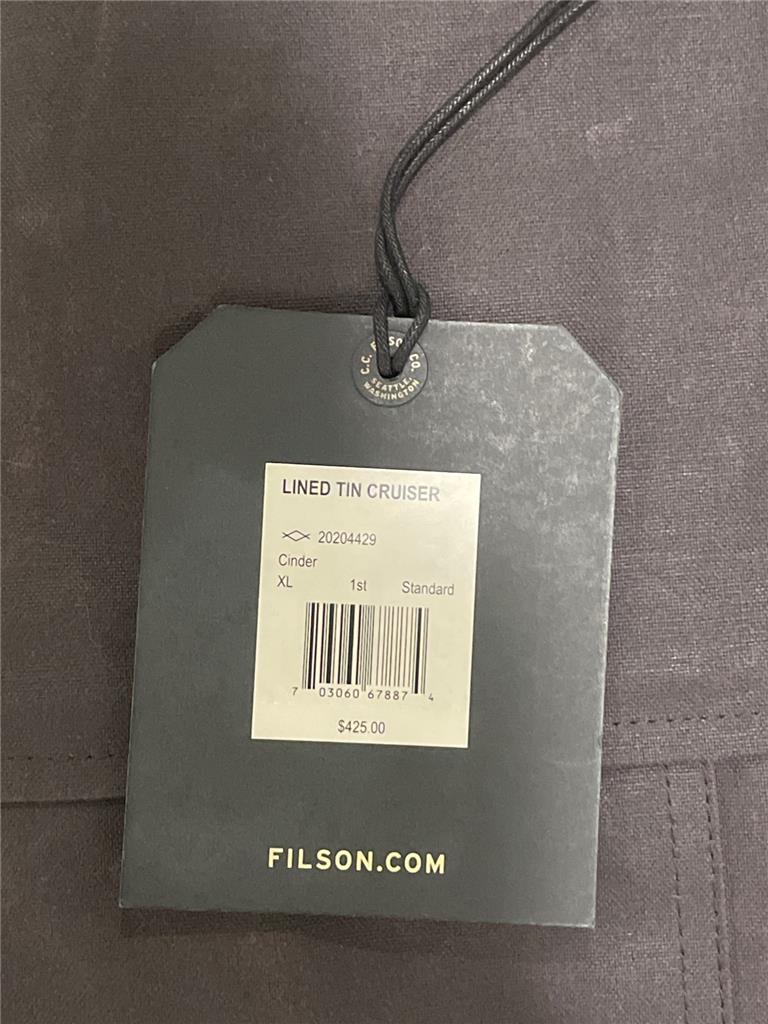 C.C. FILSON CO.
SEATTLE,
WASHINGTON
LINED TIN CRUISER
20204429
Cinder
XL 1st Standard
7 03060 67887 4
$425.00
FILSON.COM